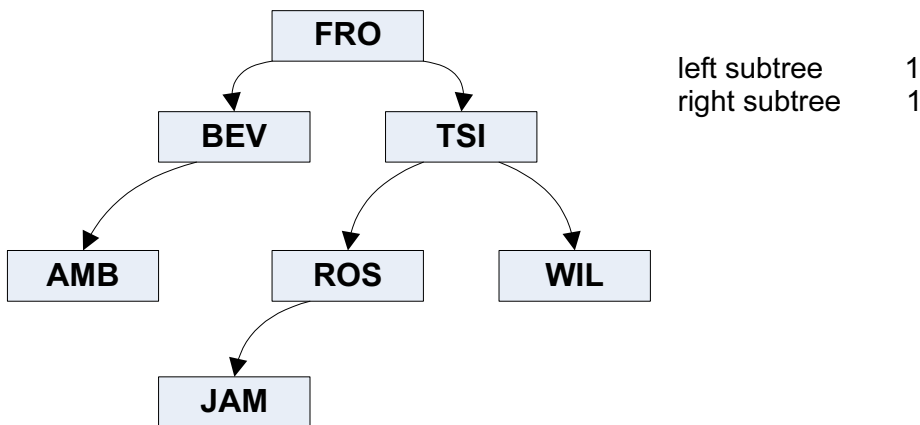 FRO
left subtree 1
right subtree 1
BEV TSI
AMB ROS WIL
JAM